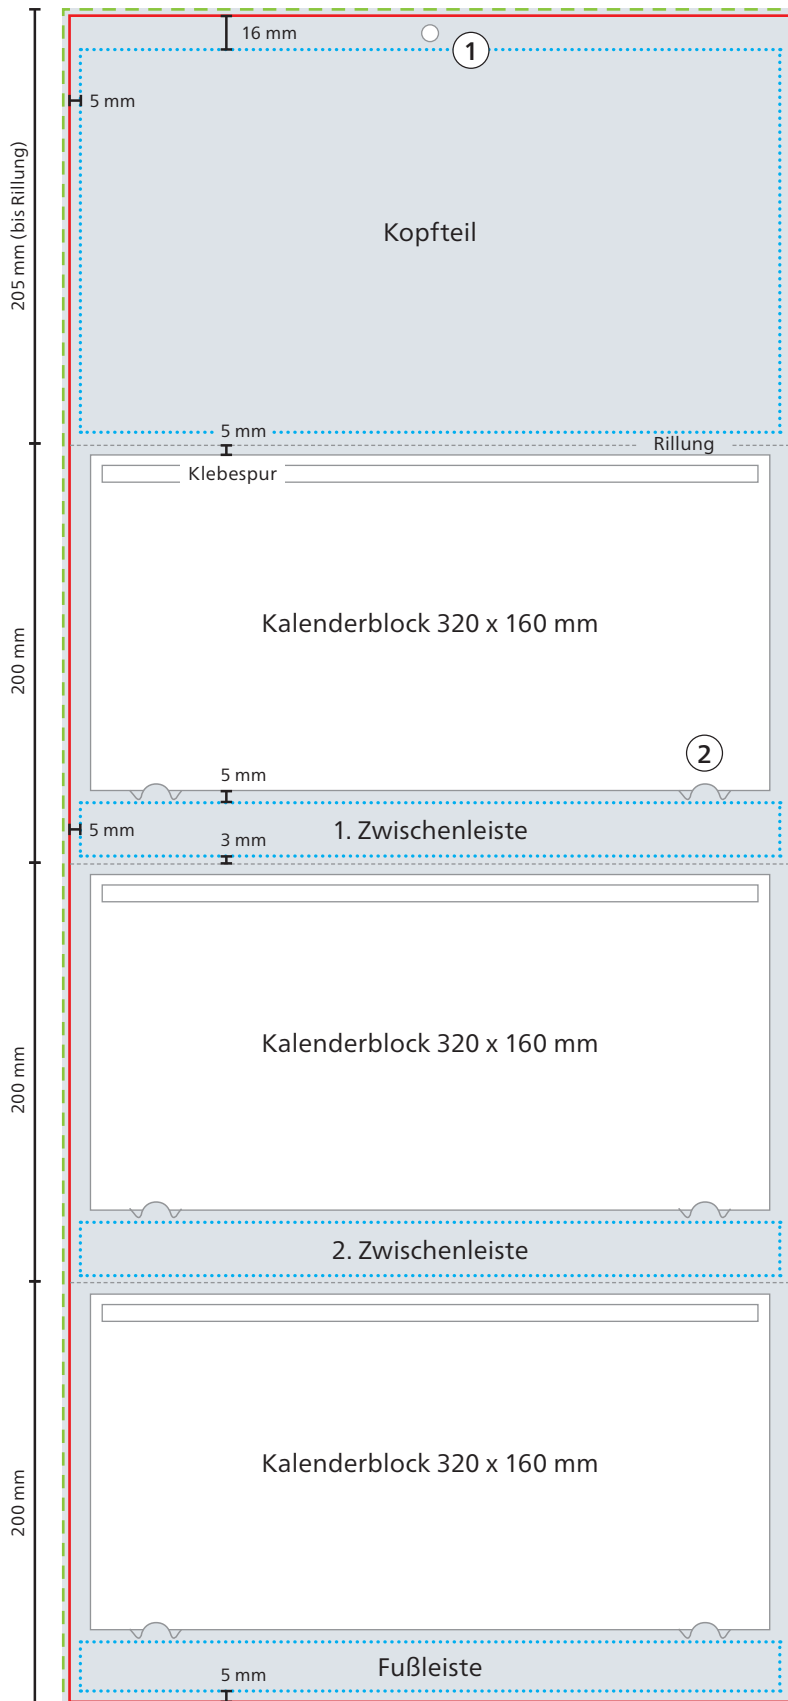 16 mm
1
5 mm
205 mm (bis Rillung)
Kopfteil
5 mm
Rillung
Klebespur
Kalenderblock 320 x 160 mm
200 mm
2
5 mm
5 mm
1. Zwischenleiste
3 mm
Kalenderblock 320 x 160 mm
200 mm
2. Zwischenleiste
Kalenderblock 320 x 160 mm
200 mm
Fußleiste
5 mm